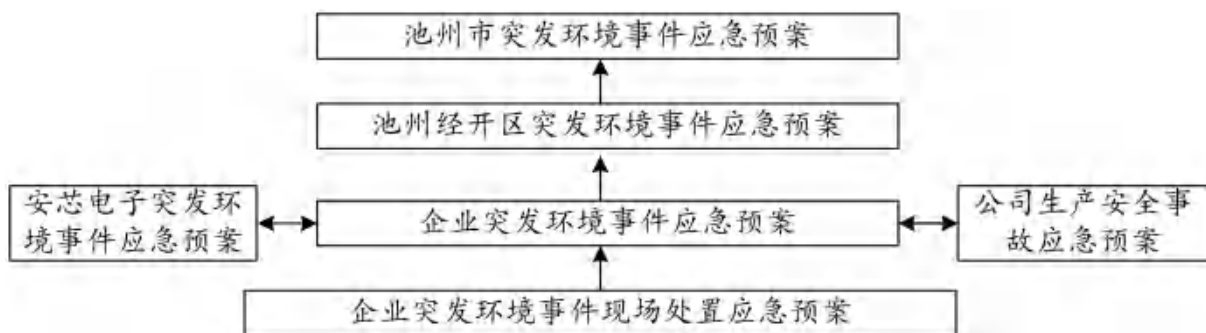 池州市突发环境事件应急预案
池州经开区突发环境事件应急预案
安芯电子突发环
境事件应急预案
企业突发环境事件应急预案
公司生产安全事
故应急预案
企业突发环境事件现场处置应急预案